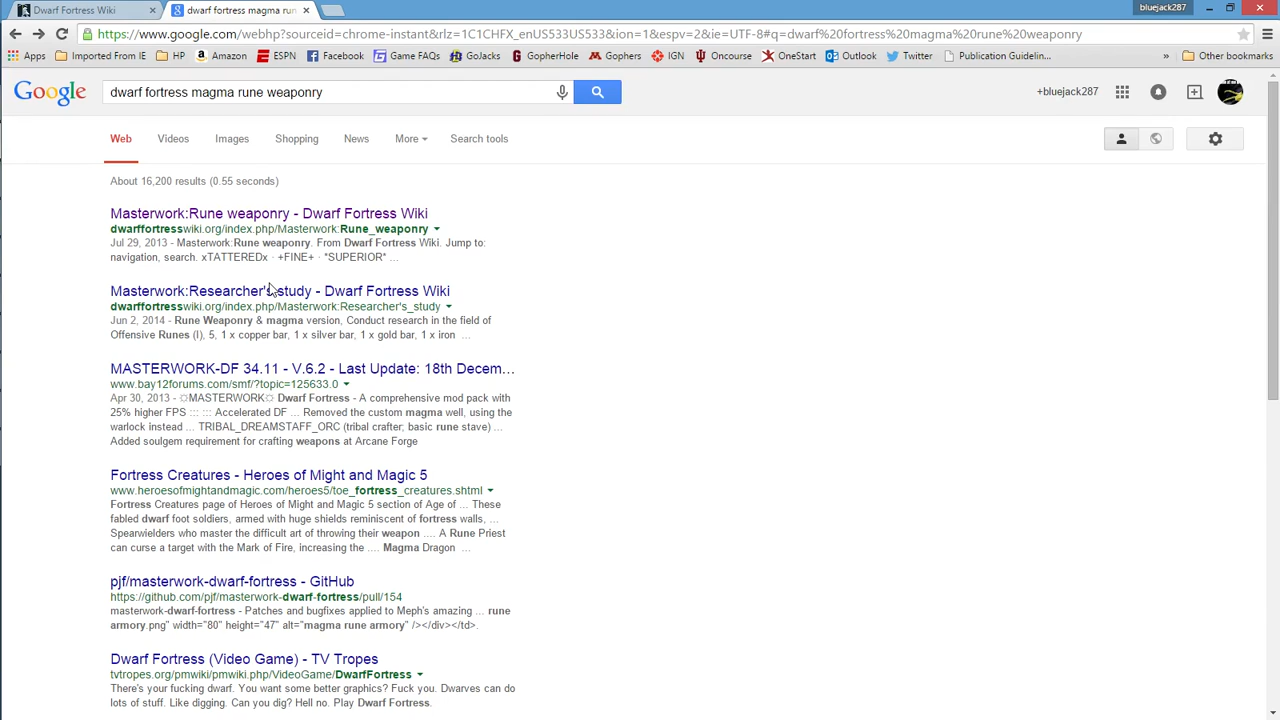 Dwarf Fortress Wiki
dwarf fortress magma run
bluejack287
https://www.google.com/webhp?sourceid=chrome-instant&rlz=1C1CHFX_enUS533US533&ion=1&espv=2&ie=UTF-8#q=dwarf%20fortress%20magma%20rune%20weaponry
Apps Imported From IE HP Amazon ESPN Facebook Game FAQs GoJacks GopherHole Gophers IGN Oncourse OneStart Outlook Twitter Publication Guidelin... » Other bookmarks
Google dwarf fortress magma rune weaponry +bluejack287
Web Videos Images Shopping News More Search tools
About 16,200 results (0.55 seconds)
Masterwork:Rune weaponry - Dwarf Fortress Wiki
dwarffortresswiki.org/index.php/Masterwork:Rune_weaponry
Jul 29, 2013 - Masterwork:Rune weaponry. From Dwarf Fortress Wiki. Jump to:
navigation, search. xTATTEREDx · +FINE+ · *SUPERIOR* ...
Masterwork:Researcher's study - Dwarf Fortress Wiki
dwarffortresswiki.org/index.php/Masterwork:Researcher's_study
Jun 2, 2014 - Rune Weaponry & magma version, Conduct research in the field of
Offensive Runes (I), 5, 1 x copper bar, 1 x silver bar, 1 x gold bar, 1 x iron ...
MASTERWORK-DF 34.11 - V.6.2 - Last Update: 18th Decem...
www.bay12forums.com/smf/?topic=125633.0
Apr 30, 2013 - ☼MASTERWORK☼ Dwarf Fortress - A comprehensive mod pack with
25% higher FPS ::: ::: Accelerated DF ... Removed the custom magma well, using the
warlock instead ... TRIBAL_DREAMSTAFF_ORC (tribal crafter; basic rune stave) ...
Added soulgem requirement for crafting weapons at Arcane Forge
Fortress Creatures - Heroes of Might and Magic 5
www.heroesofmightandmagic.com/heroes5/toe_fortress_creatures.shtml
Fortress Creatures page of Heroes of Might and Magic 5 section of Age of ... These
fabled dwarf foot soldiers, armed with huge shields reminiscent of fortress walls, ...
Spearwielders who master the difficult art of throwing their weapon .... A Rune Priest
can curse a target with the Mark of Fire, increasing the .... Magma Dragon ...
pjf/masterwork-dwarf-fortress - GitHub
https://github.com/pjf/masterwork-dwarf-fortress/pull/154
masterwork-dwarf-fortress - Patches and bugfixes applied to Meph's amazing ... rune
armory.png" width="80" height="47" alt="magma rune armory" /></div></td>.
Dwarf Fortress (Video Game) - TV Tropes
tvtropes.org/pmwiki/pmwiki.php/VideoGame/DwarfFortress
There's your fucking dwarf. You want some better graphics? Fuck you. Dwarves can do
lots of stuff. Like digging. Can you dig? Hell no. Play Dwarf Fortress.